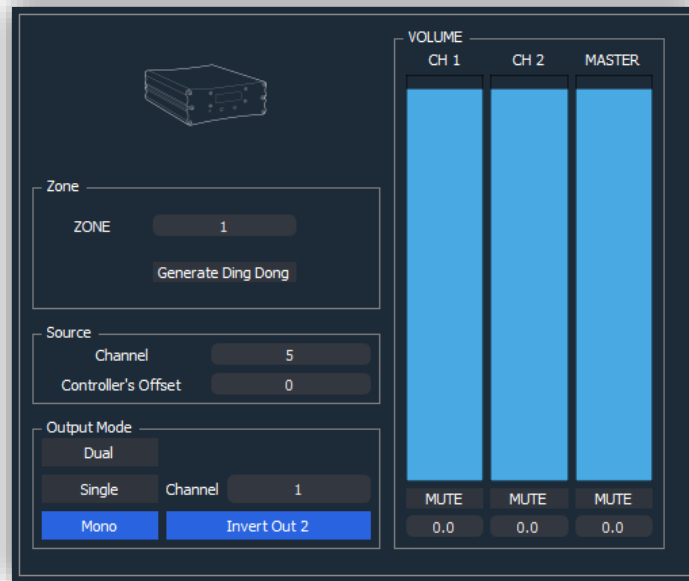 Zone
ZONE 1
Generate Ding Dong
Source
Channel 5
Controller's Offset 0
Output Mode
Dual
Single Channel 1
Mono Invert Out 2
VOLUME
CH 1 CH 2 MASTER
MUTE MUTE MUTE
0.0 0.0 0.0